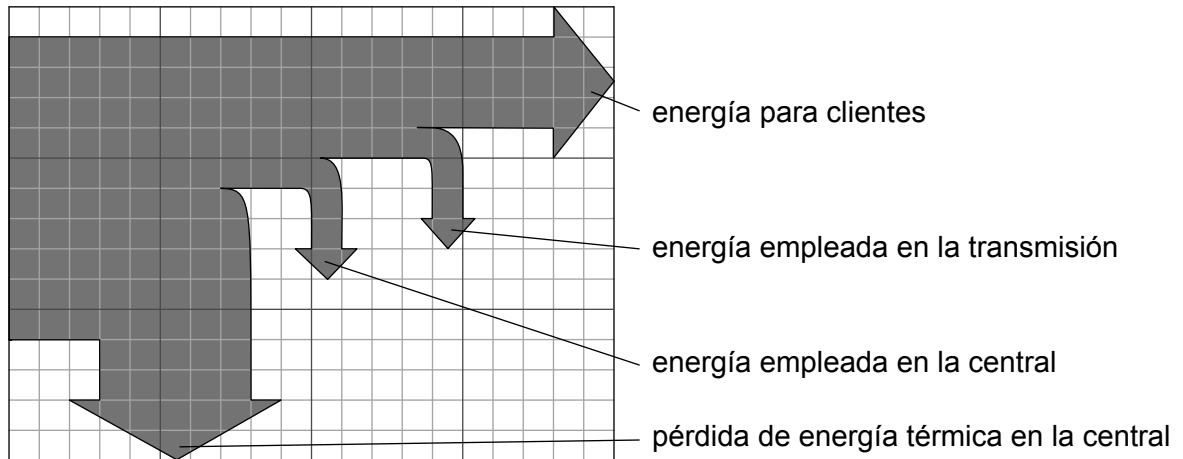 energía para clientes
energía empleada en la transmisión
energía empleada en la central
pérdida de energía térmica en la central